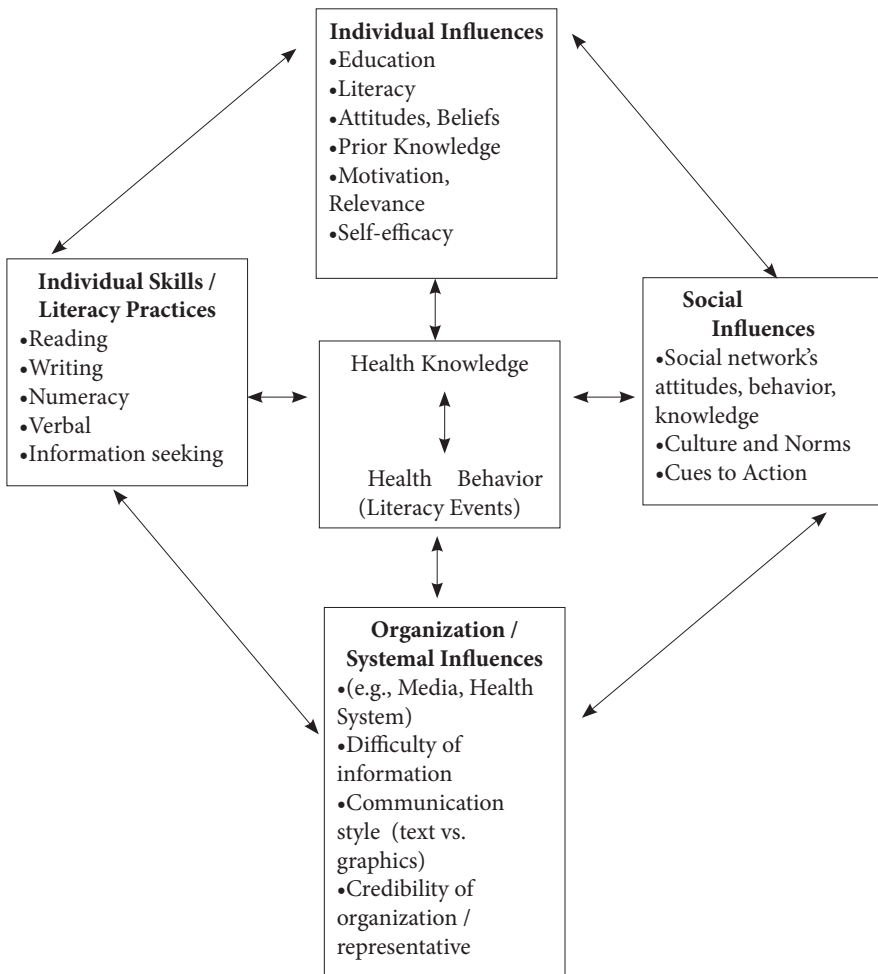 Individual Influences
•Education
•Literacy
•Attitudes, Beliefs
•Prior Knowledge
•Motivation,
Relevance
•Self-efficacy
Individual Skills /
Literacy Practices
•Reading
•Writing
•Numeracy
•Verbal
•Information seeking
Health Knowledge
Health Behavior
(Literacy Events)
Social
Influences
•Social network’s
attitudes, behavior,
knowledge
•Culture and Norms
•Cues to Action
Organization /
Systemal Influences
•(e.g., Media, Health
System)
•Difficulty of
information
•Communication
style (text vs.
graphics)
•Credibility of
organization /
representative